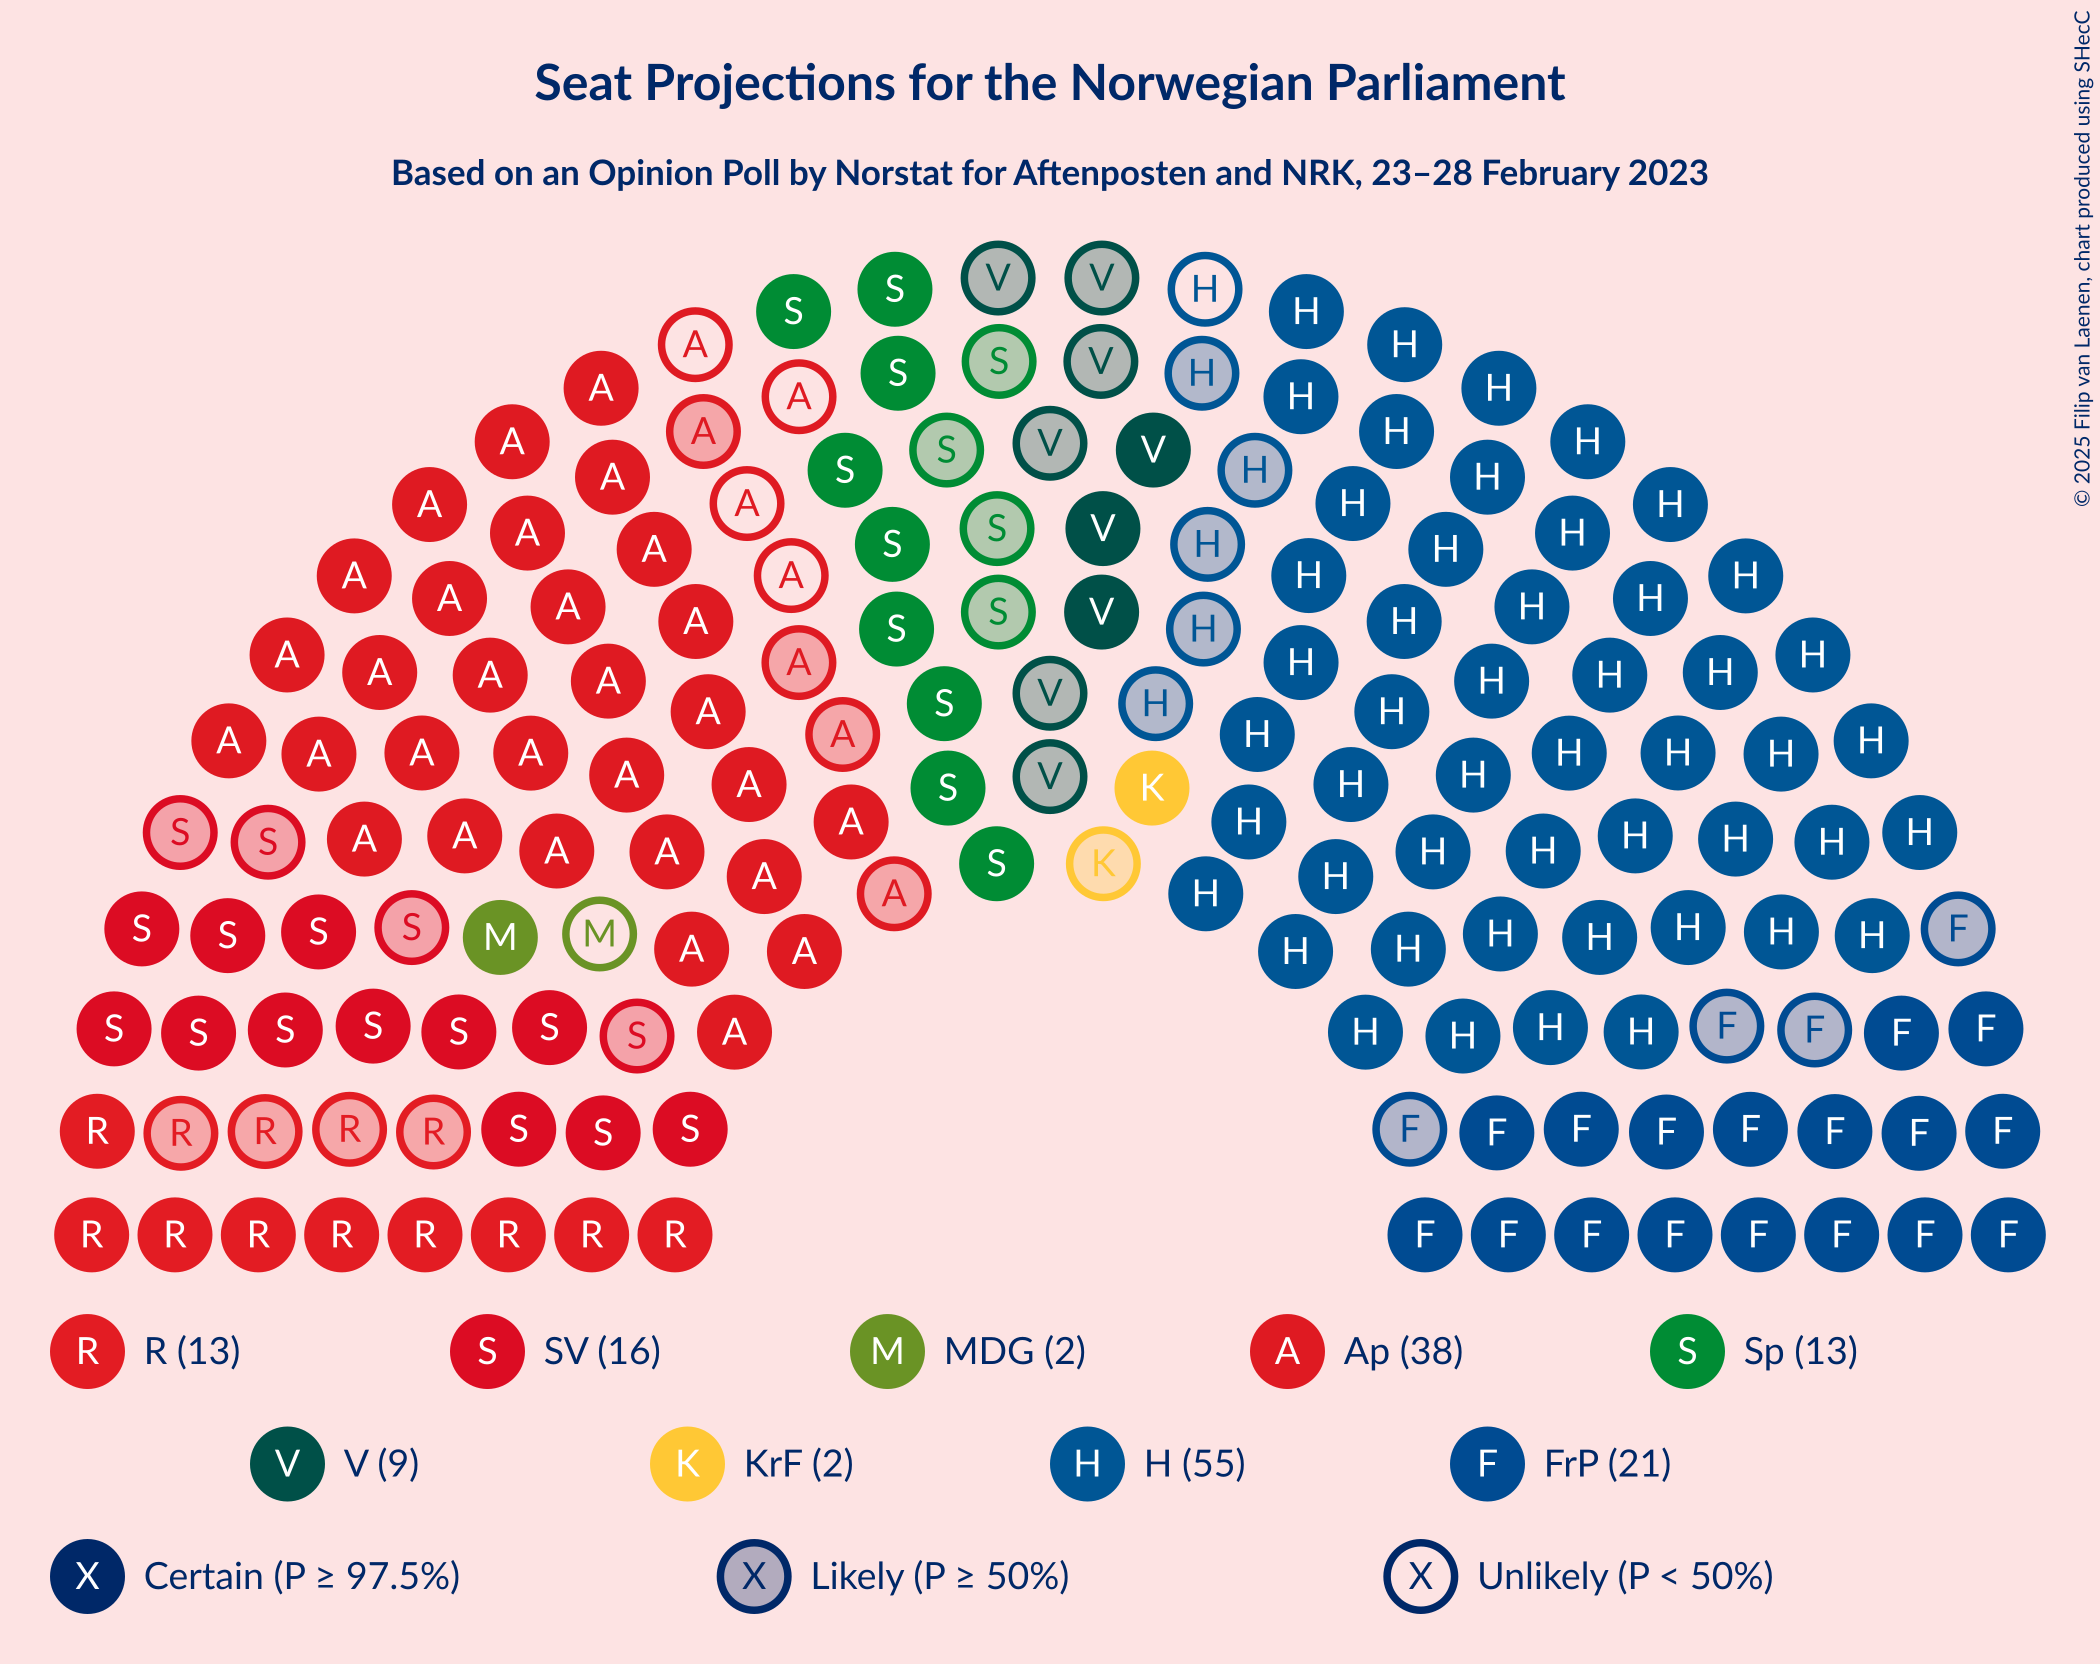 Seat Projections for the Norwegian Parliament
Based on an Opinion Poll by Norstat for Aftenposten and NRK, 23–28 February 2023
© 2025 Filip van Laenen, chart produced using SHecC
S S V V H H H
A S S V H H H
A A S S V V H H H
A A A S S V H H H
A A A S S V H H H
A A A S V H H H
A A A S V K H H H
A A A S K H H H
S S A A A A A A A H H H H H H H
S S S S M M A A H H H H H H H F
S S S S S S S A H H H H F F F F
R R R R R S S S F F F F F F F F
R R R R R R R R F F F F F F F F
R R (13) S SV (16) M MDG (2) A Ap (38) S Sp (13)
V V (9) K KrF (2) H H (55) F FrP (21)
X Certain (P ≥ 97.5%) X Likely (P ≥ 50%) X Unlikely (P < 50%)